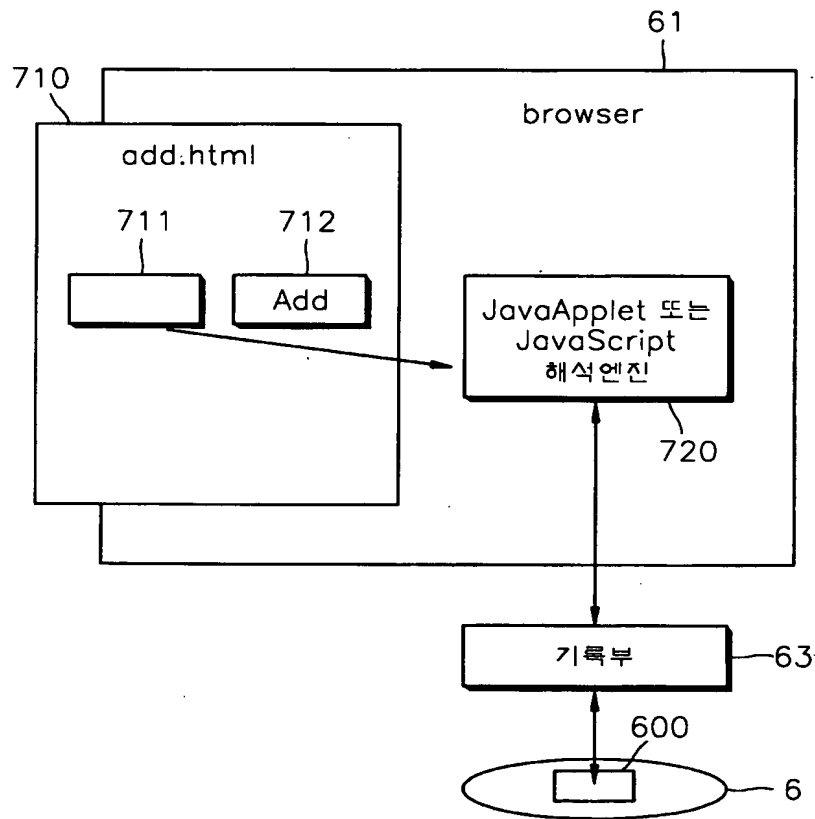 61
710
browser
add.html
711
712
Add
JavaApplet 또는
JavaScript
해석엔진
720
기록부
63
600
6